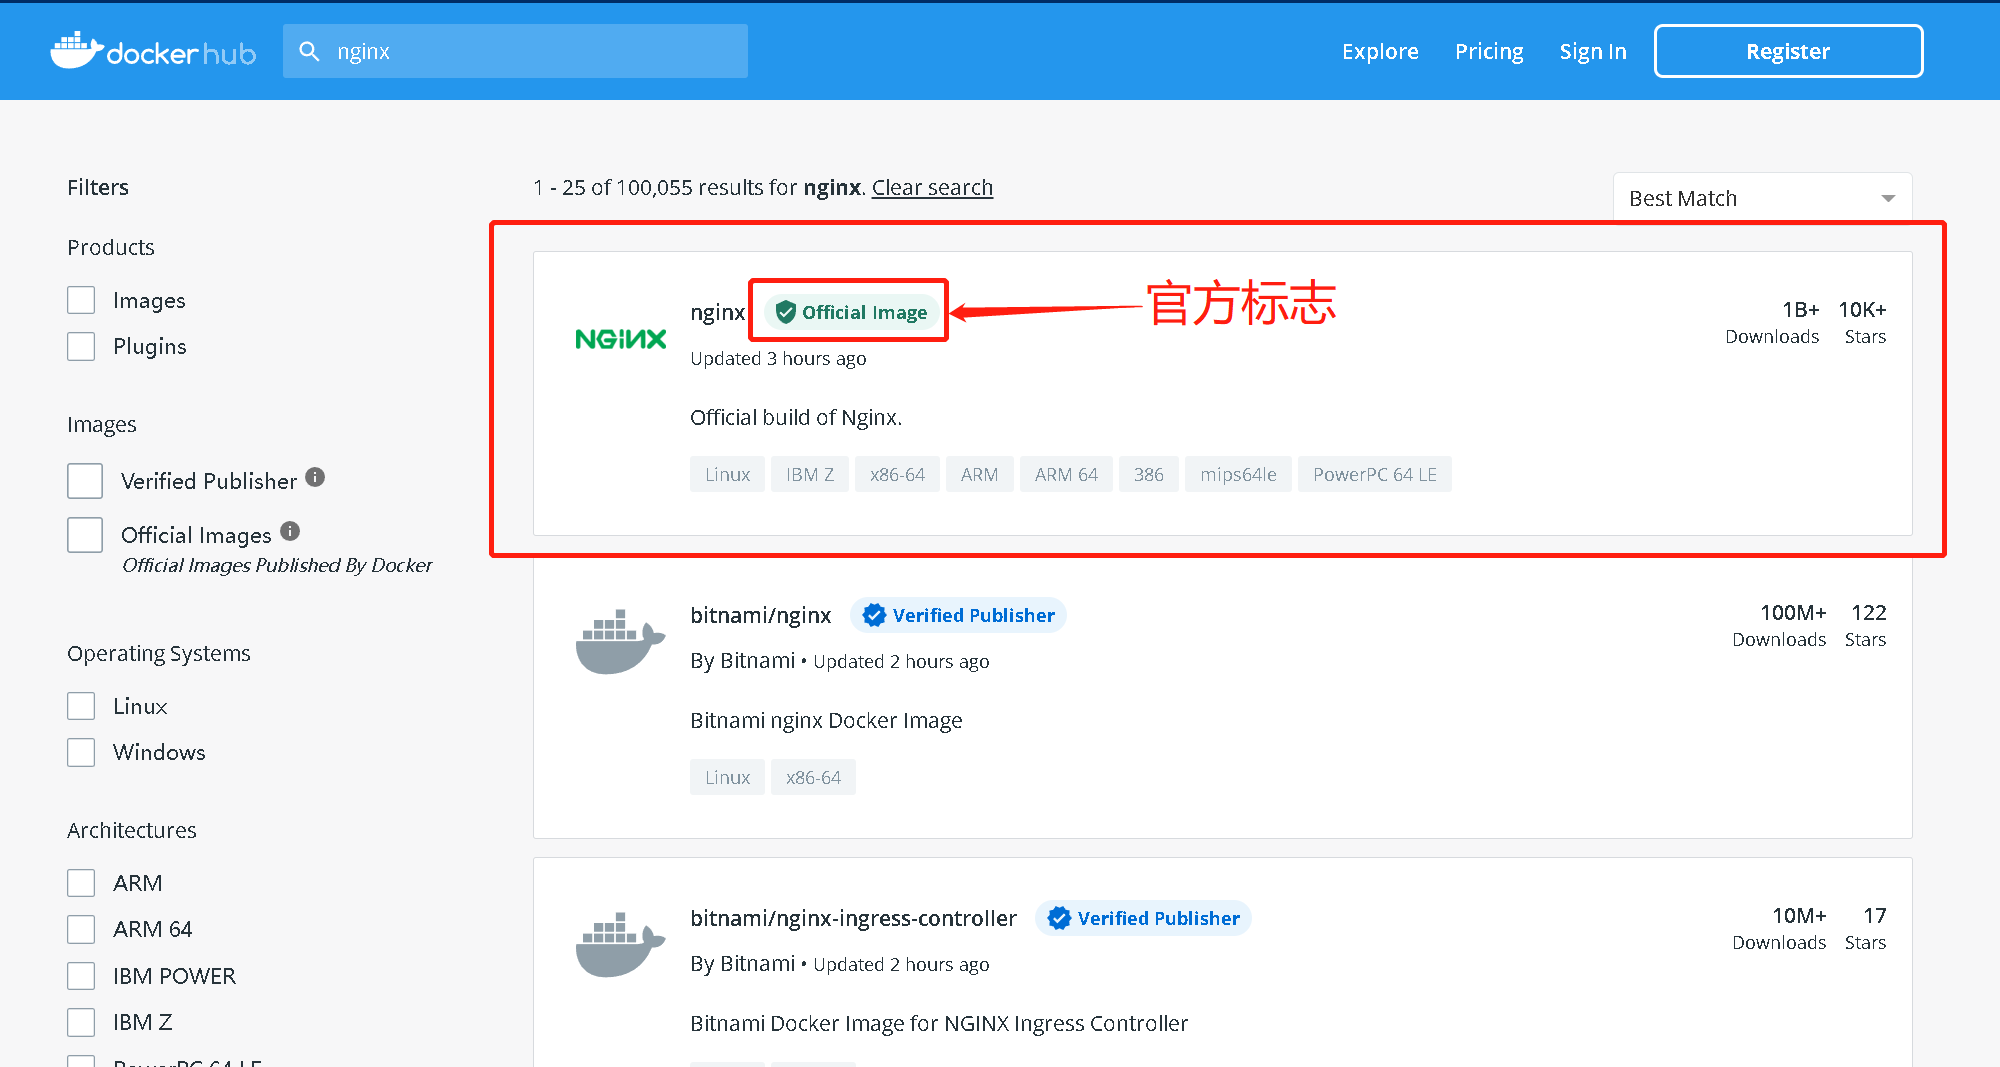 docker hub
nginx
Explore
Pricing
Sign In
Register
Filters
Products
Images
Plugins
Images
Verified Publisher
Official Images
Official Images Published By Docker
Operating Systems
Linux
Windows
Architectures
ARM
ARM 64
IBM POWER
IBM Z
PowerPC 64 LE
1 - 25 of 100,055 results for nginx. Clear search
Best Match
NGINX
nginx Official Image
官方标志
Updated 3 hours ago
Official build of Nginx.
Linux IBM Z x86-64 ARM ARM 64 386 mips64le PowerPC 64 LE
1B+ 10K+
Downloads Stars
bitnami/nginx Verified Publisher
By Bitnami • Updated 2 hours ago
Bitnami nginx Docker Image
Linux x86-64
100M+ 122
Downloads Stars
bitnami/nginx-ingress-controller Verified Publisher
By Bitnami • Updated 2 hours ago
Bitnami Docker Image for NGINX Ingress Controller
10M+ 17
Downloads Stars